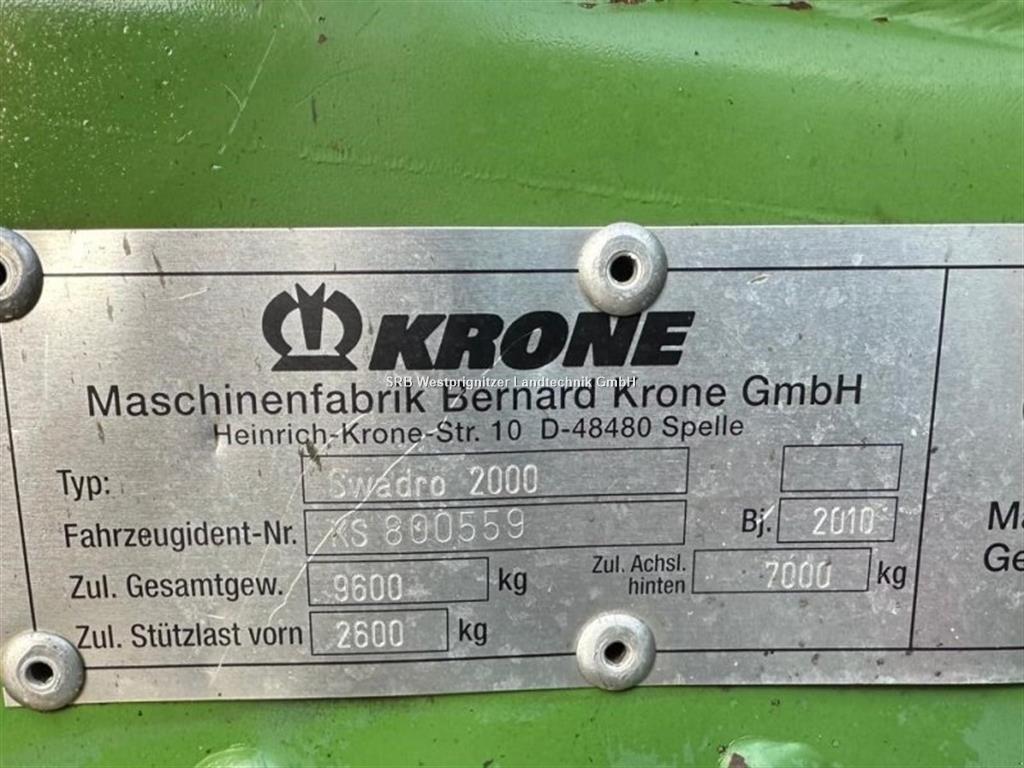 KRONE
SRB Westprignitzer Landtechnik GmbH
Maschinenfabrik Bernard Krone GmbH
Heinrich-Krone-Str. 10 D-48480 Spelle
Typ: Swadro 2000
Fahrzeugident-Nr. KS 800559 Bj. 2010
Zul. Gesamtgew. 9600 kg Zul. Achsl. hinten 7000 kg
Zul. Stützlast vorn 2600 kg